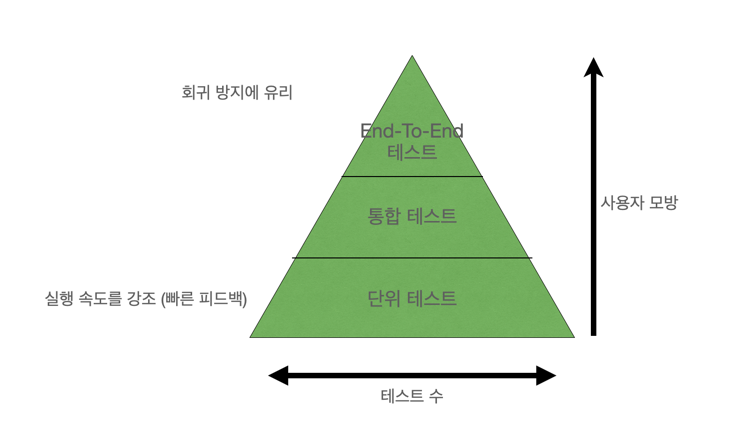 회귀 방지에 유리
End-To-End
테스트
사용자 모방
통합 테스트
실행 속도를 강조 (빠른 피드백)
단위 테스트
테스트 수